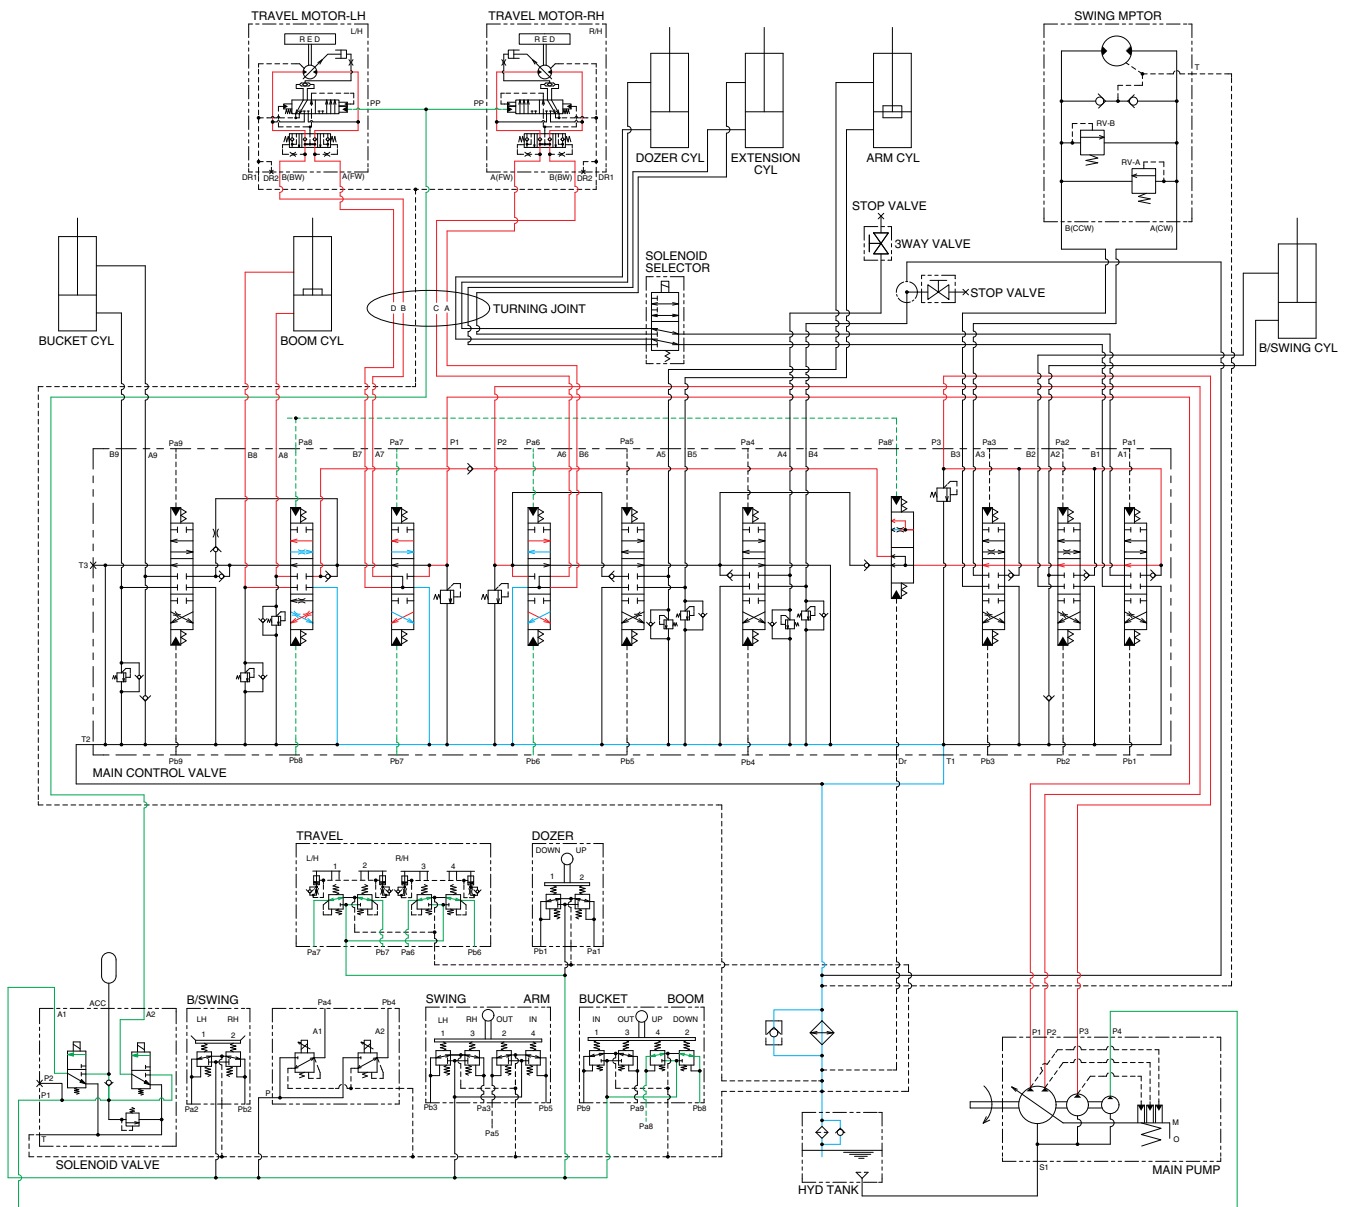 TRAVEL MOTOR-LH
TRAVEL MOTOR-RH
SWING MPTOR
L/H
R/H
RED
RED
T
PP
PP
RV-B
RV-A
DOZER CYL
EXTENSION
CYL
ARM CYL
DR1
DR2
B(BW)
A(FW)
A(FW)
B(BW)
DR2
DR1
STOP VALVE
B(CCW)
A(CW)
3WAY VALVE
SOLENOID
SELECTOR
STOP VALVE
D B
C A
TURNING JOINT
BUCKET CYL
BOOM CYL
B/SWING CYL
Pa9
Pa8
Pa7
P1
P2
Pa6
Pa5
Pa4
Pa8'
P3
Pa3
Pa2
Pa1
B9
A9
B8
A8
B7
A7
A6
B6
A5
B5
A4
B4
B3
A3
B2
A2
B1
A1
T3
T2
Pb9
Pb8
Pb7
Pb6
Pb5
Pb4
Dr
T1
Pb3
Pb2
Pb1
MAIN CONTROL VALVE
TRAVEL
DOZER
L/H
1
2
R/H
3
4
DOWN
UP
1
2
Pa7
Pb7
Pa6
Pb6
Pb1
Pa1
ACC
A1
A2
B/SWING
LH
RH
1
2
Pa4
Pb4
A1
A2
SWING
ARM
LH
RH
OUT
IN
1
3
2
4
BUCKET
BOOM
IN
OUT
UP
DOWN
1
3
4
2
P1
P2
P3
P4
P2
P1
T
P
Pa2
Pb2
Pb3
Pa3
Pb5
Pa5
Pb9
Pa9
Pb8
Pa8
M
O
S1
SOLENOID VALVE
HYD TANK
MAIN PUMP